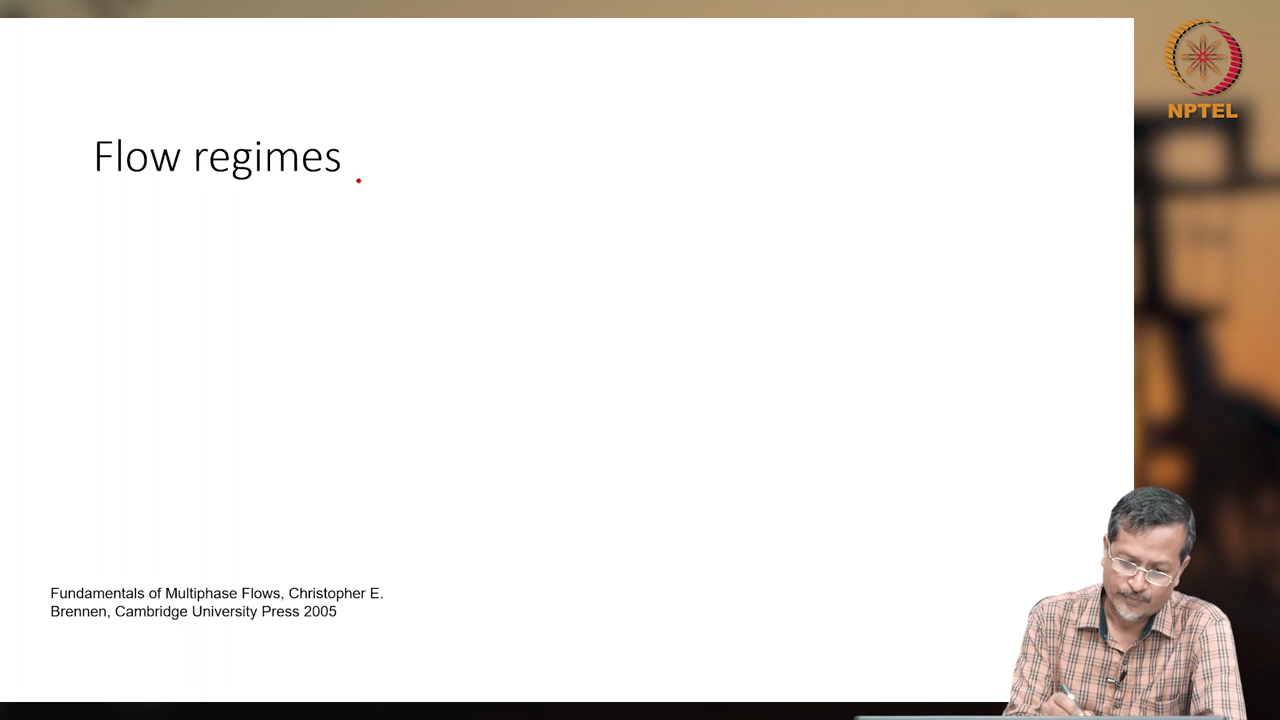 NPTEL
Flow regimes
Fundamentals of Multiphase Flows, Christopher E.
Brennen, Cambridge University Press 2005